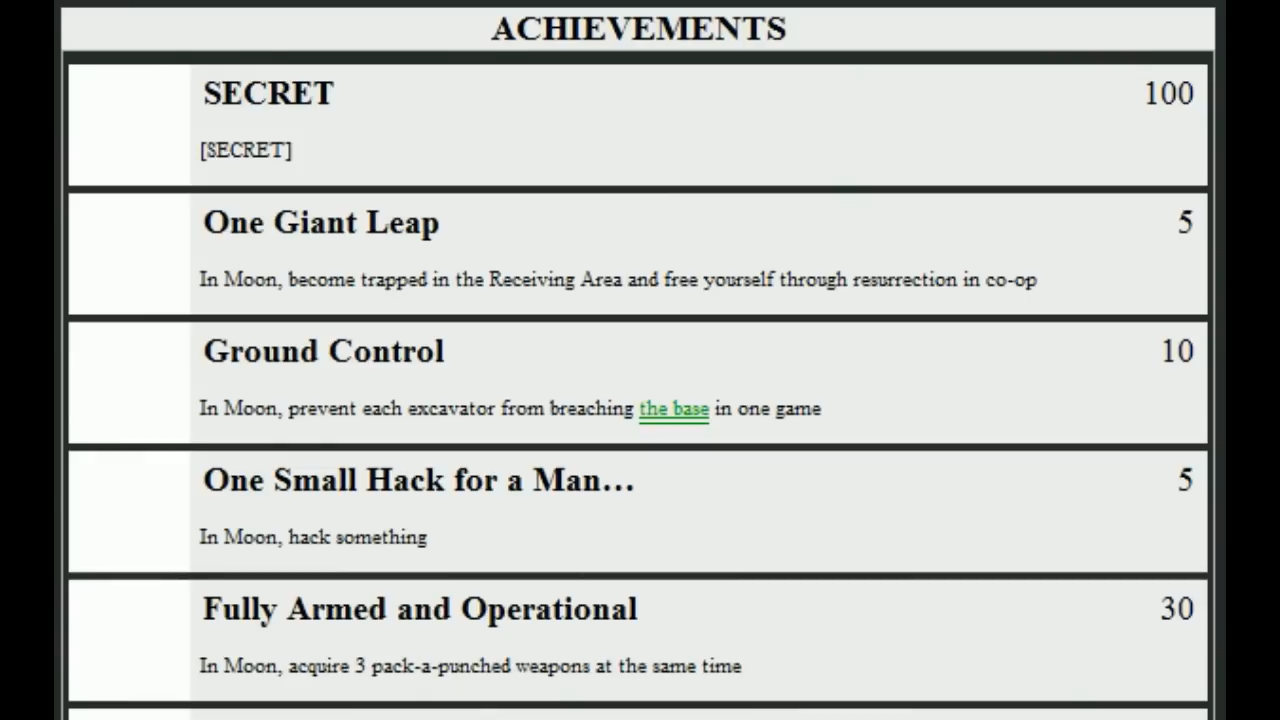 ACHIEVEMENTS
SECRET 100
[SECRET]
One Giant Leap 5
In Moon, become trapped in the Receiving Area and free yourself through resurrection in co-op
Ground Control 10
In Moon, prevent each excavator from breaching the base in one game
One Small Hack for a Man... 5
In Moon, hack something
Fully Armed and Operational 30
In Moon, acquire 3 pack-a-punched weapons at the same time